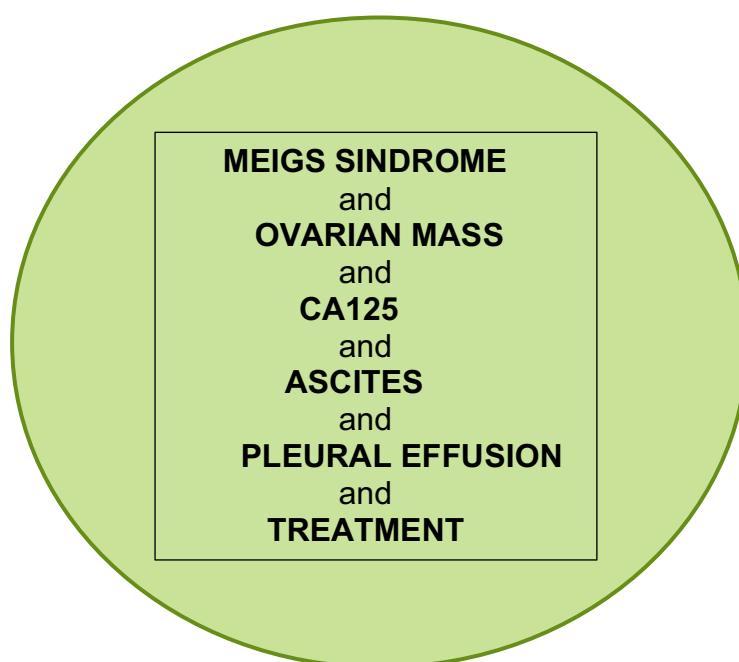 MEIGS SINDROME
and
OVARIAN MASS
and
CA125
and
ASCITES
and
PLEURAL EFFUSION
and
TREATMENT